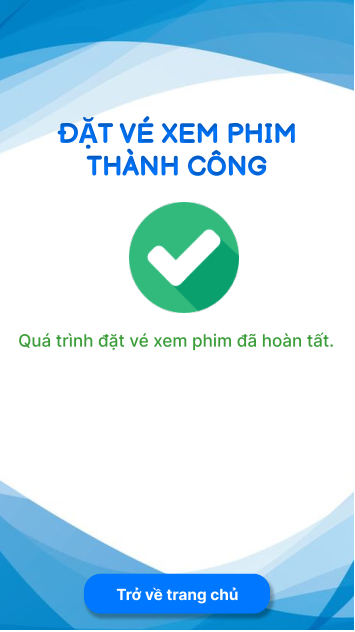 ĐẶT VÉ XEM PHIM
THÀNH CÔNG
Quá trình đặt vé xem phim đã hoàn tất.
Trở về trang chủ